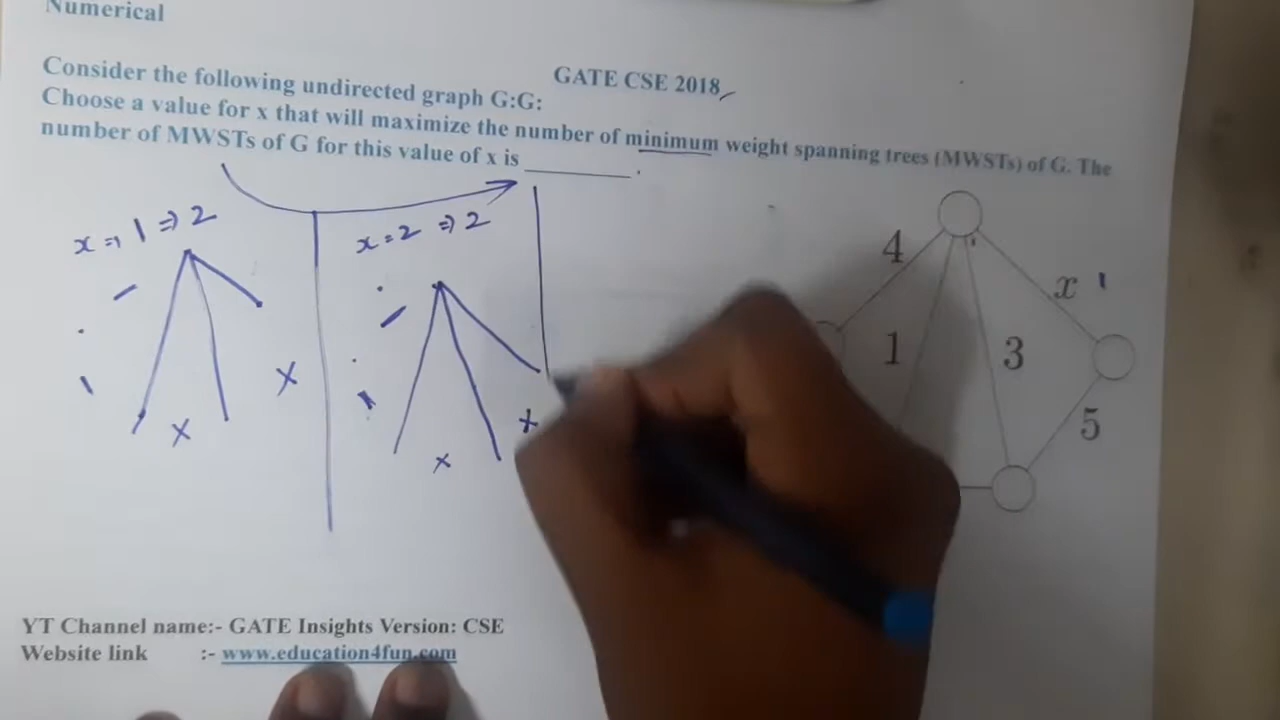 Numerical
GATE CSE 2018
Consider the following undirected graph G:G:
Choose a value for x that will maximize the number of minimum weight spanning trees (MWSTs) of G. The
number of MWSTs of G for this value of x is ________ .
x = 1 ⇒ 2
x = 2 ⇒ 2
4
x 1
1
3
5
x
x
x
x
YT Channel name:- GATE Insights Version: CSE
Website link :- www.education4fun.com